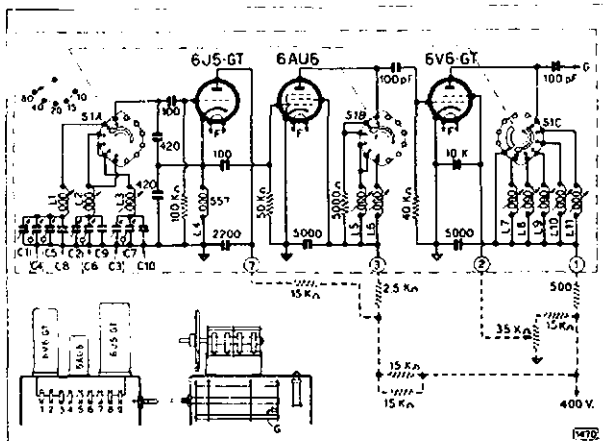 6J5·GT 6AU6 6V6·GT
80 40 20 15 10
S1A
100
420
420
100
100 KΩ
L4
557
2200
F
50 KΩ
5000
5000Ω
F
S1B
100 pF
L5 L6
40 KΩ
F
10 K
5000
S1C
100 pF
G
L1 L2 L3
L7 L8 L9 L10 L11
C1 C4 C5 C8 C2 C6 C9 C3 C7 C10
7 3 2 1
15 KΩ
2.5 KΩ
35 KΩ
500
15 KΩ
15 KΩ
15 KΩ
400 V.
6V6 GT
6AU6
6J5 GT
1 2 3 4 5 6 7 8 9
G
1470